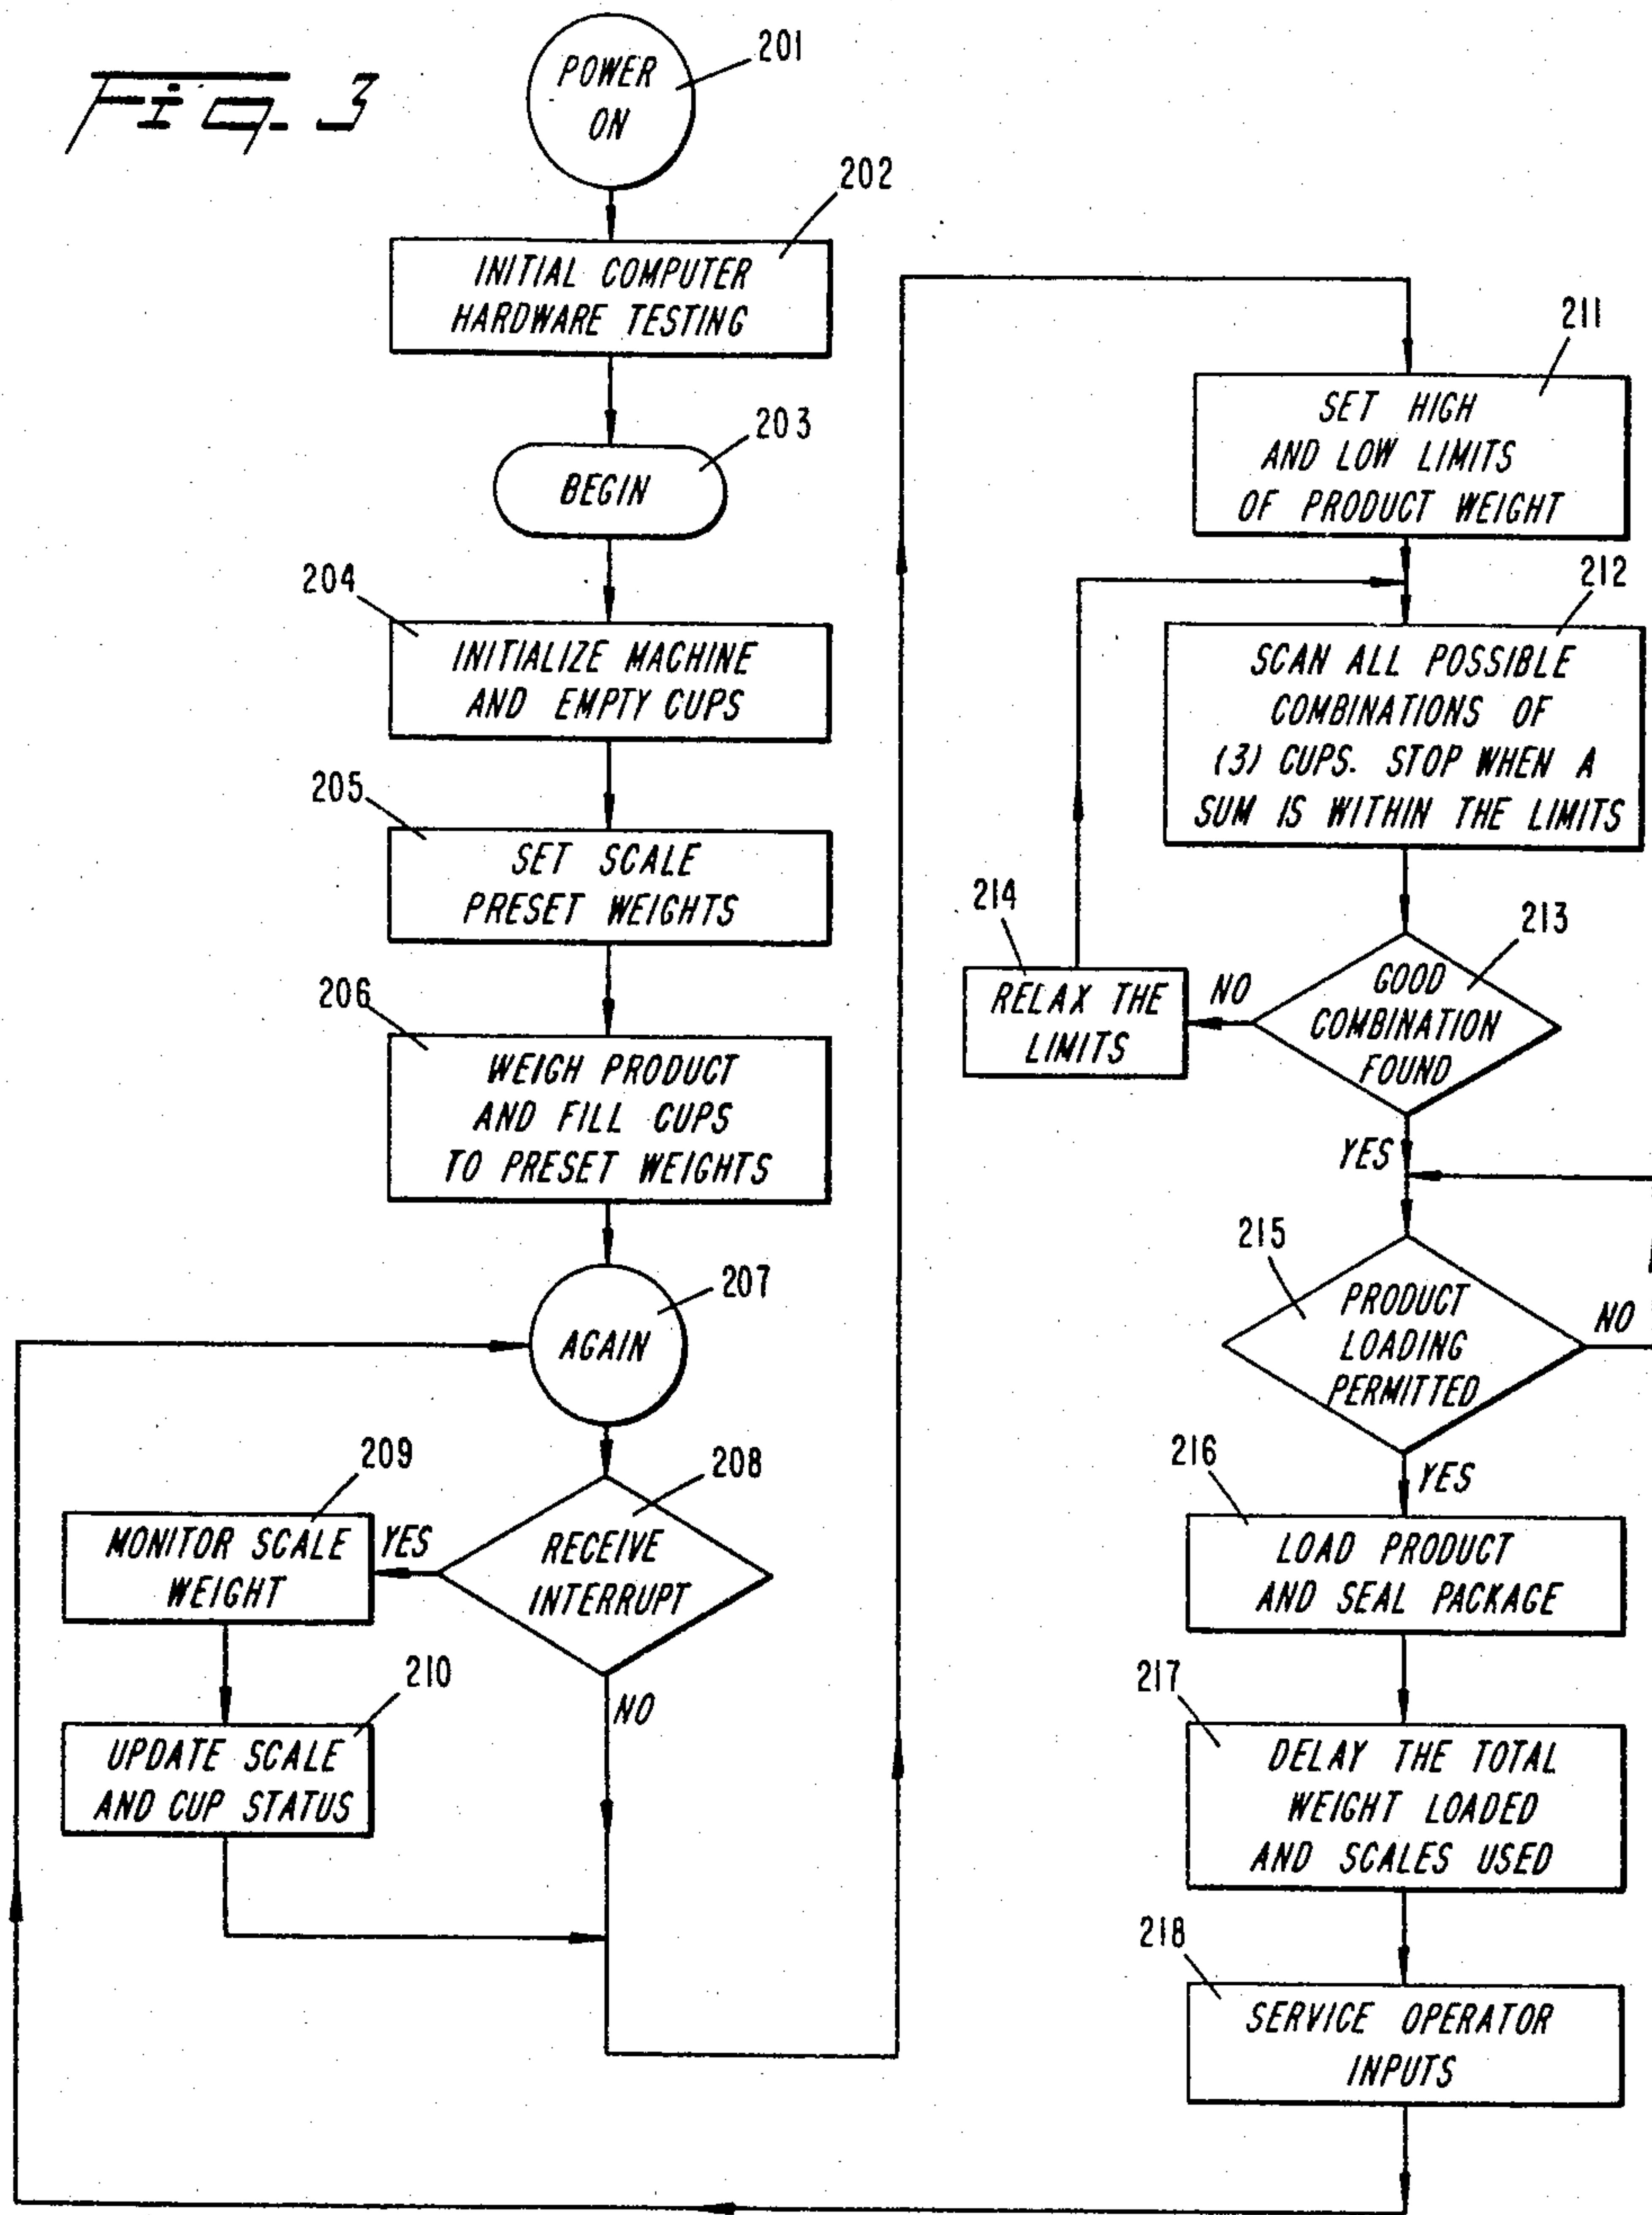 Fig. 3
POWER
ON
201
INITIAL COMPUTER
HARDWARE TESTING
202
BEGIN
203
204
INITIALIZE MACHINE
AND EMPTY CUPS
205
SET SCALE
PRESET WEIGHTS
206
WEIGH PRODUCT
AND FILL CUPS
TO PRESET WEIGHTS
AGAIN
207
208
RECEIVE
INTERRUPT
YES
NO
209
MONITOR SCALE
WEIGHT
210
UPDATE SCALE
AND CUP STATUS
211
SET HIGH
AND LOW LIMITS
OF PRODUCT WEIGHT
212
SCAN ALL POSSIBLE
COMBINATIONS OF
(3) CUPS. STOP WHEN A
SUM IS WITHIN THE LIMITS
213
GOOD
COMBINATION
FOUND
NO
YES
214
RELAX THE
LIMITS
215
PRODUCT
LOADING
PERMITTED
NO
YES
216
LOAD PRODUCT
AND SEAL PACKAGE
217
DELAY THE TOTAL
WEIGHT LOADED
AND SCALES USED
218
SERVICE OPERATOR
INPUTS